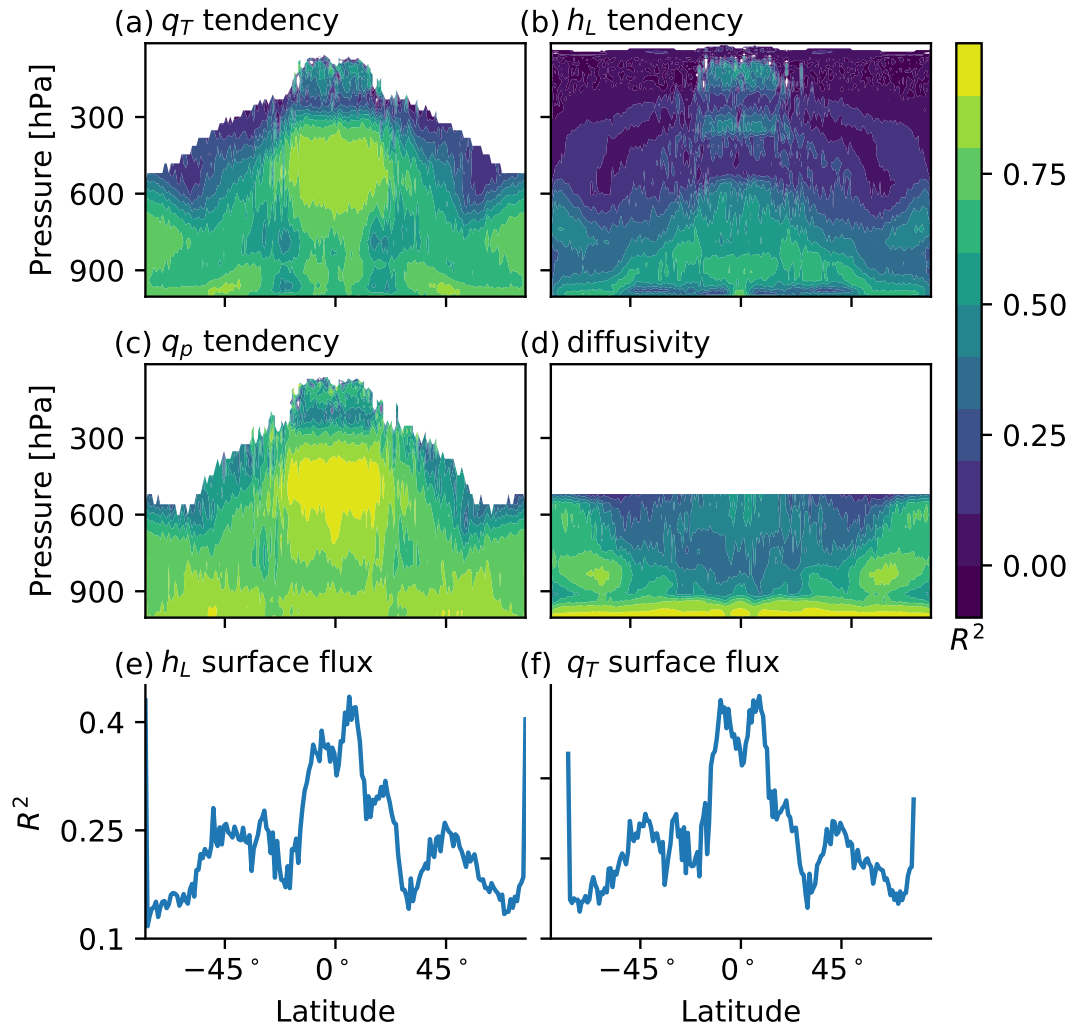 (a) q_T tendency
(b) h_L tendency
Pressure [hPa]
300
600
900
(c) q_p tendency
(d) diffusivity
Pressure [hPa]
300
600
900
0.75
0.50
0.25
0.00
R²
(e) h_L surface flux
(f) q_T surface flux
R²
0.4
0.25
0.1
−45° 0° 45°
−45° 0° 45°
Latitude
Latitude